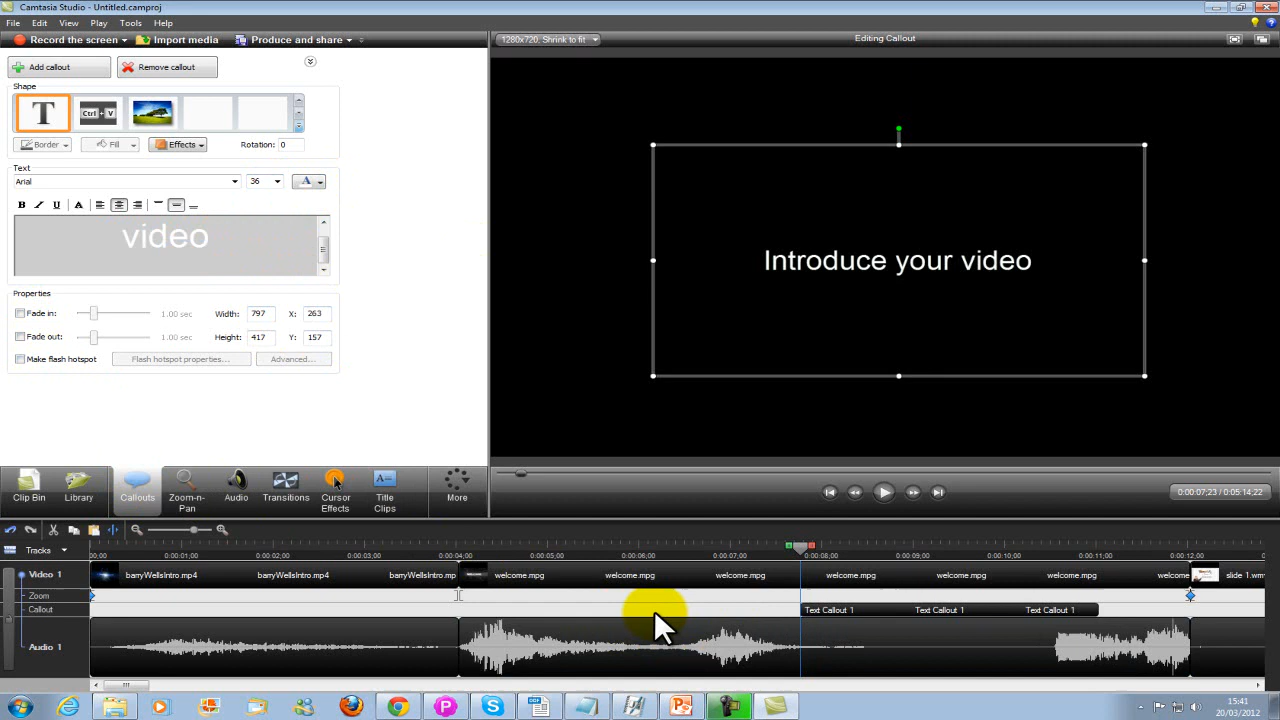 Camtasia Studio - Untitled.camproj
File Edit View Play Tools Help
Record the screen Import media Produce and share
1280x720, Shrink to fit Editing Callout
Add callout Remove callout
Shape
T Ctrl + V
Border Fill Effects Rotation: 0
Text
Arial 36 A
B I U A
video
Introduce your video
Properties
Fade in: 1.00 sec Width: 797 X: 263
Fade out: 1.00 sec Height: 417 Y: 157
Make flash hotspot Flash hotspot properties... Advanced...
Clip Bin Library Callouts Zoom-n-Pan Audio Transitions Cursor Effects Title Clips More
0:00:07;23 / 0:05:14;22
Tracks 00:00 0:00:01;00 0:00:02;00 0:00:03;00 0:00:04;00 0:00:05;00 0:00:06;00 0:00:07;00 0:00:08;00 0:00:09;00 0:00:10;00 0:00:11;00 0:00:12;00
Video 1 barryWellsIntro.mp4 barryWellsIntro.mp4 barryWellsIntro.mp4 welcome.mpg welcome.mpg welcome.mpg welcome.mpg welcome.mpg welcome.mpg welcome slide 1.wmv
Zoom
Callout Text Callout 1 Text Callout 1 Text Callout 1
Audio 1
15:41
20/03/2012